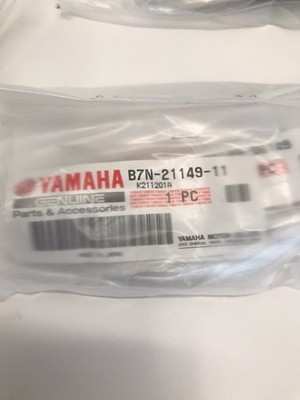 YAMAHA
B7N-21149-11
K211201A
GENUINE
Parts & Accessories
1 PC
YAMAHA MOTOR